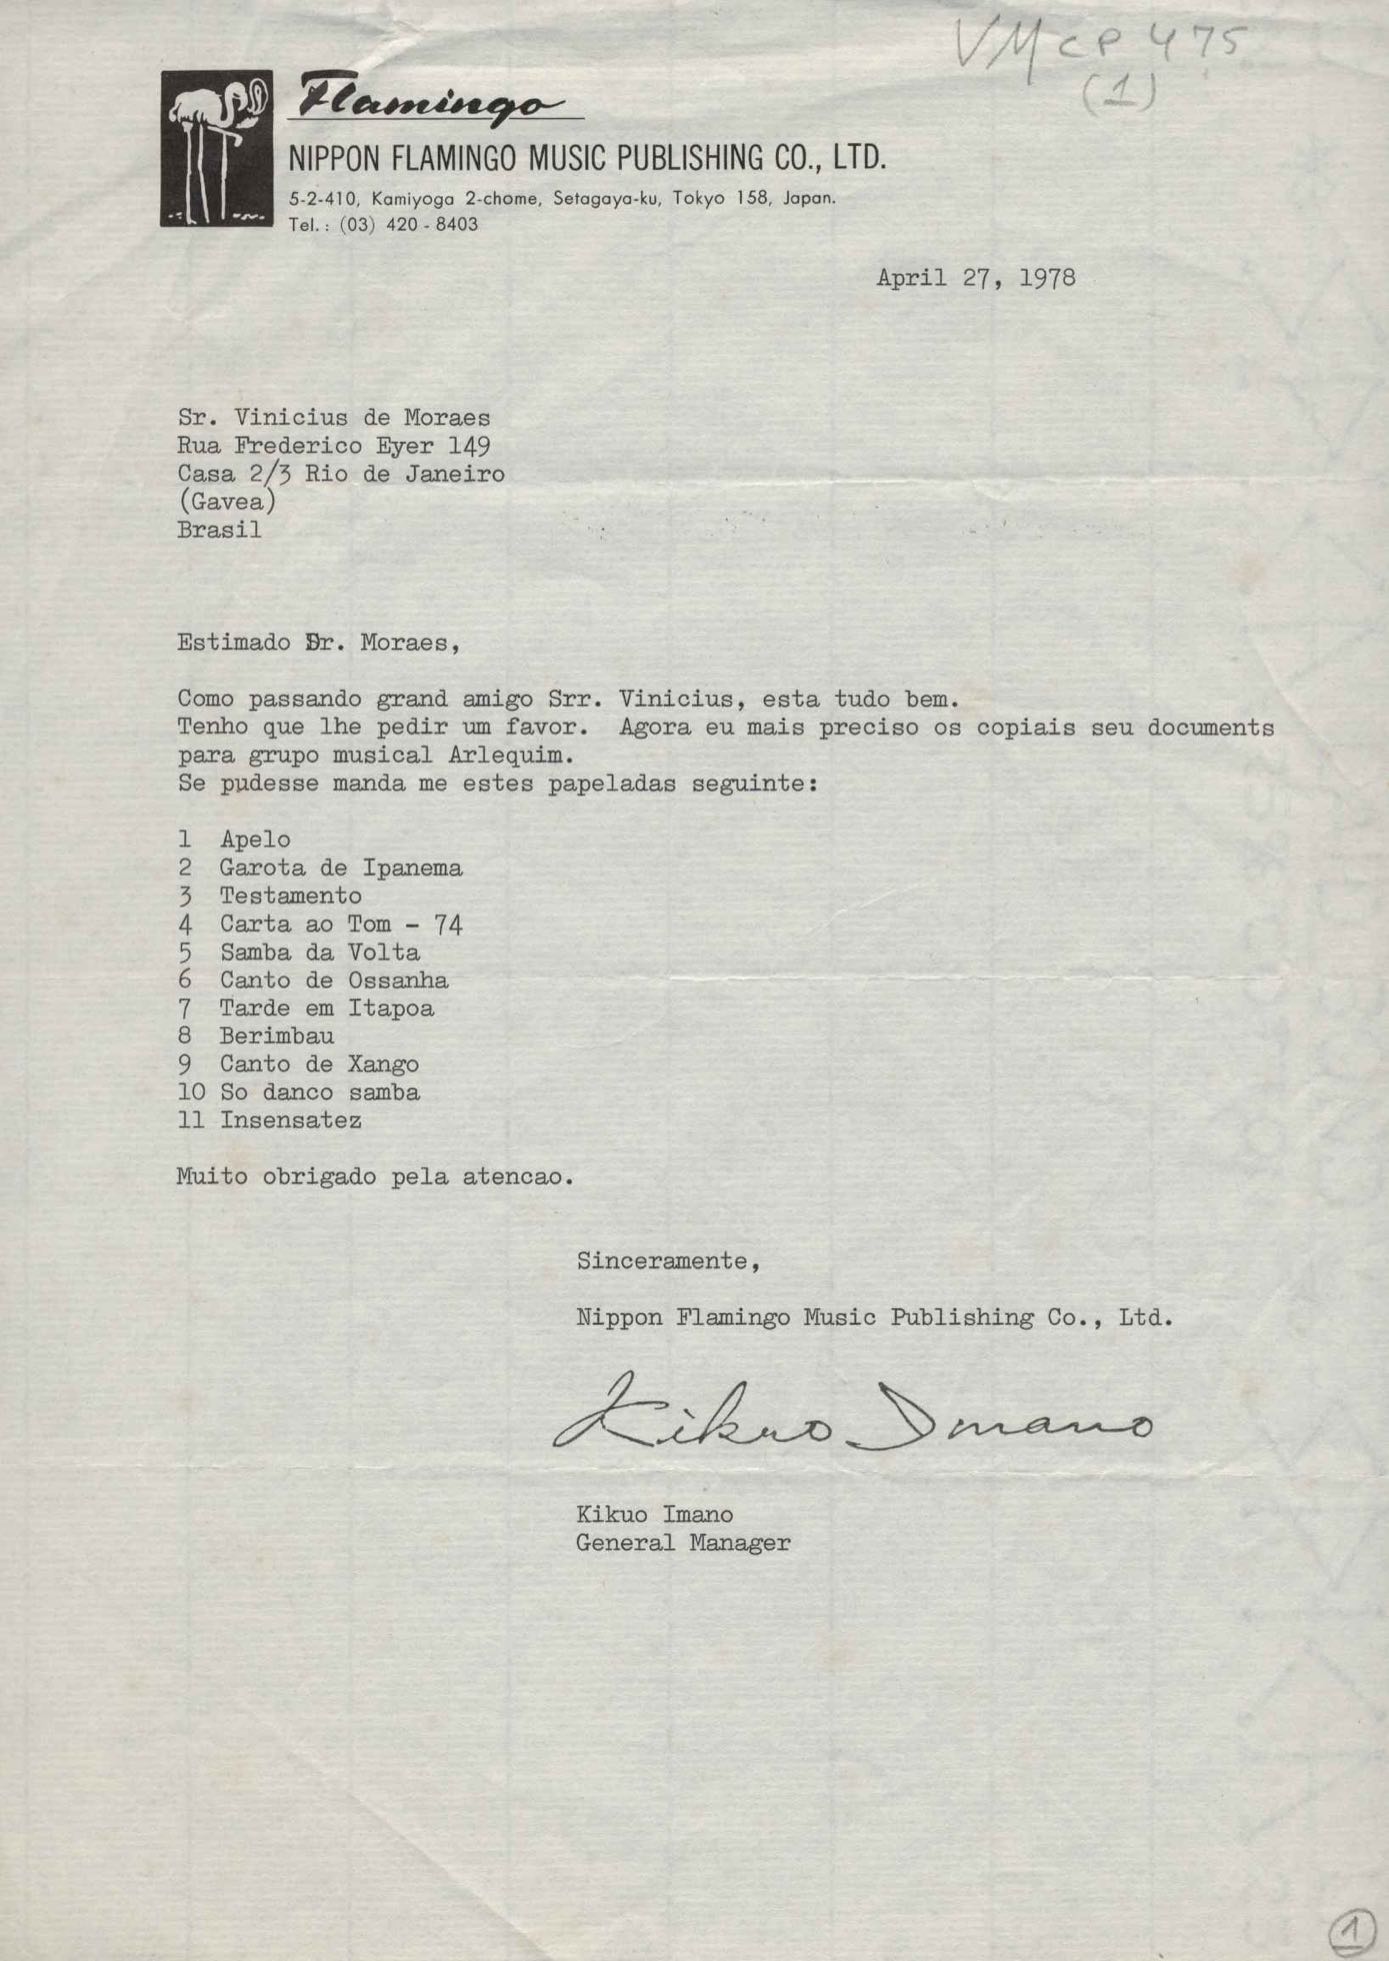 VMcp 475
(1)
Flamingo
NIPPON FLAMINGO MUSIC PUBLISHING CO., LTD.
5-2-410, Kamiyoga 2-chome, Setagaya-ku, Tokyo 158, Japan.
Tel.: (03) 420 - 8403
April 27, 1978
Sr. Vinicius de Moraes
Rua Frederico Eyer 149
Casa 2/3 Rio de Janeiro
(Gavea)
Brasil
Estimado Sr. Moraes,
Como passando grand amigo Srr. Vinicius, esta tudo bem.
Tenho que lhe pedir um favor. Agora eu mais preciso os copiais seu documents
para grupo musical Arlequim.
Se pudesse manda me estes papeladas seguinte:
1 Apelo
2 Garota de Ipanema
3 Testamento
4 Carta ao Tom - 74
5 Samba da Volta
6 Canto de Ossanha
7 Tarde em Itapoa
8 Berimbau
9 Canto de Xango
10 So danco samba
11 Insensatez
Muito obrigado pela atencao.
Sinceramente,
Nippon Flamingo Music Publishing Co., Ltd.
Kikuo Imano
Kikuo Imano
General Manager
1